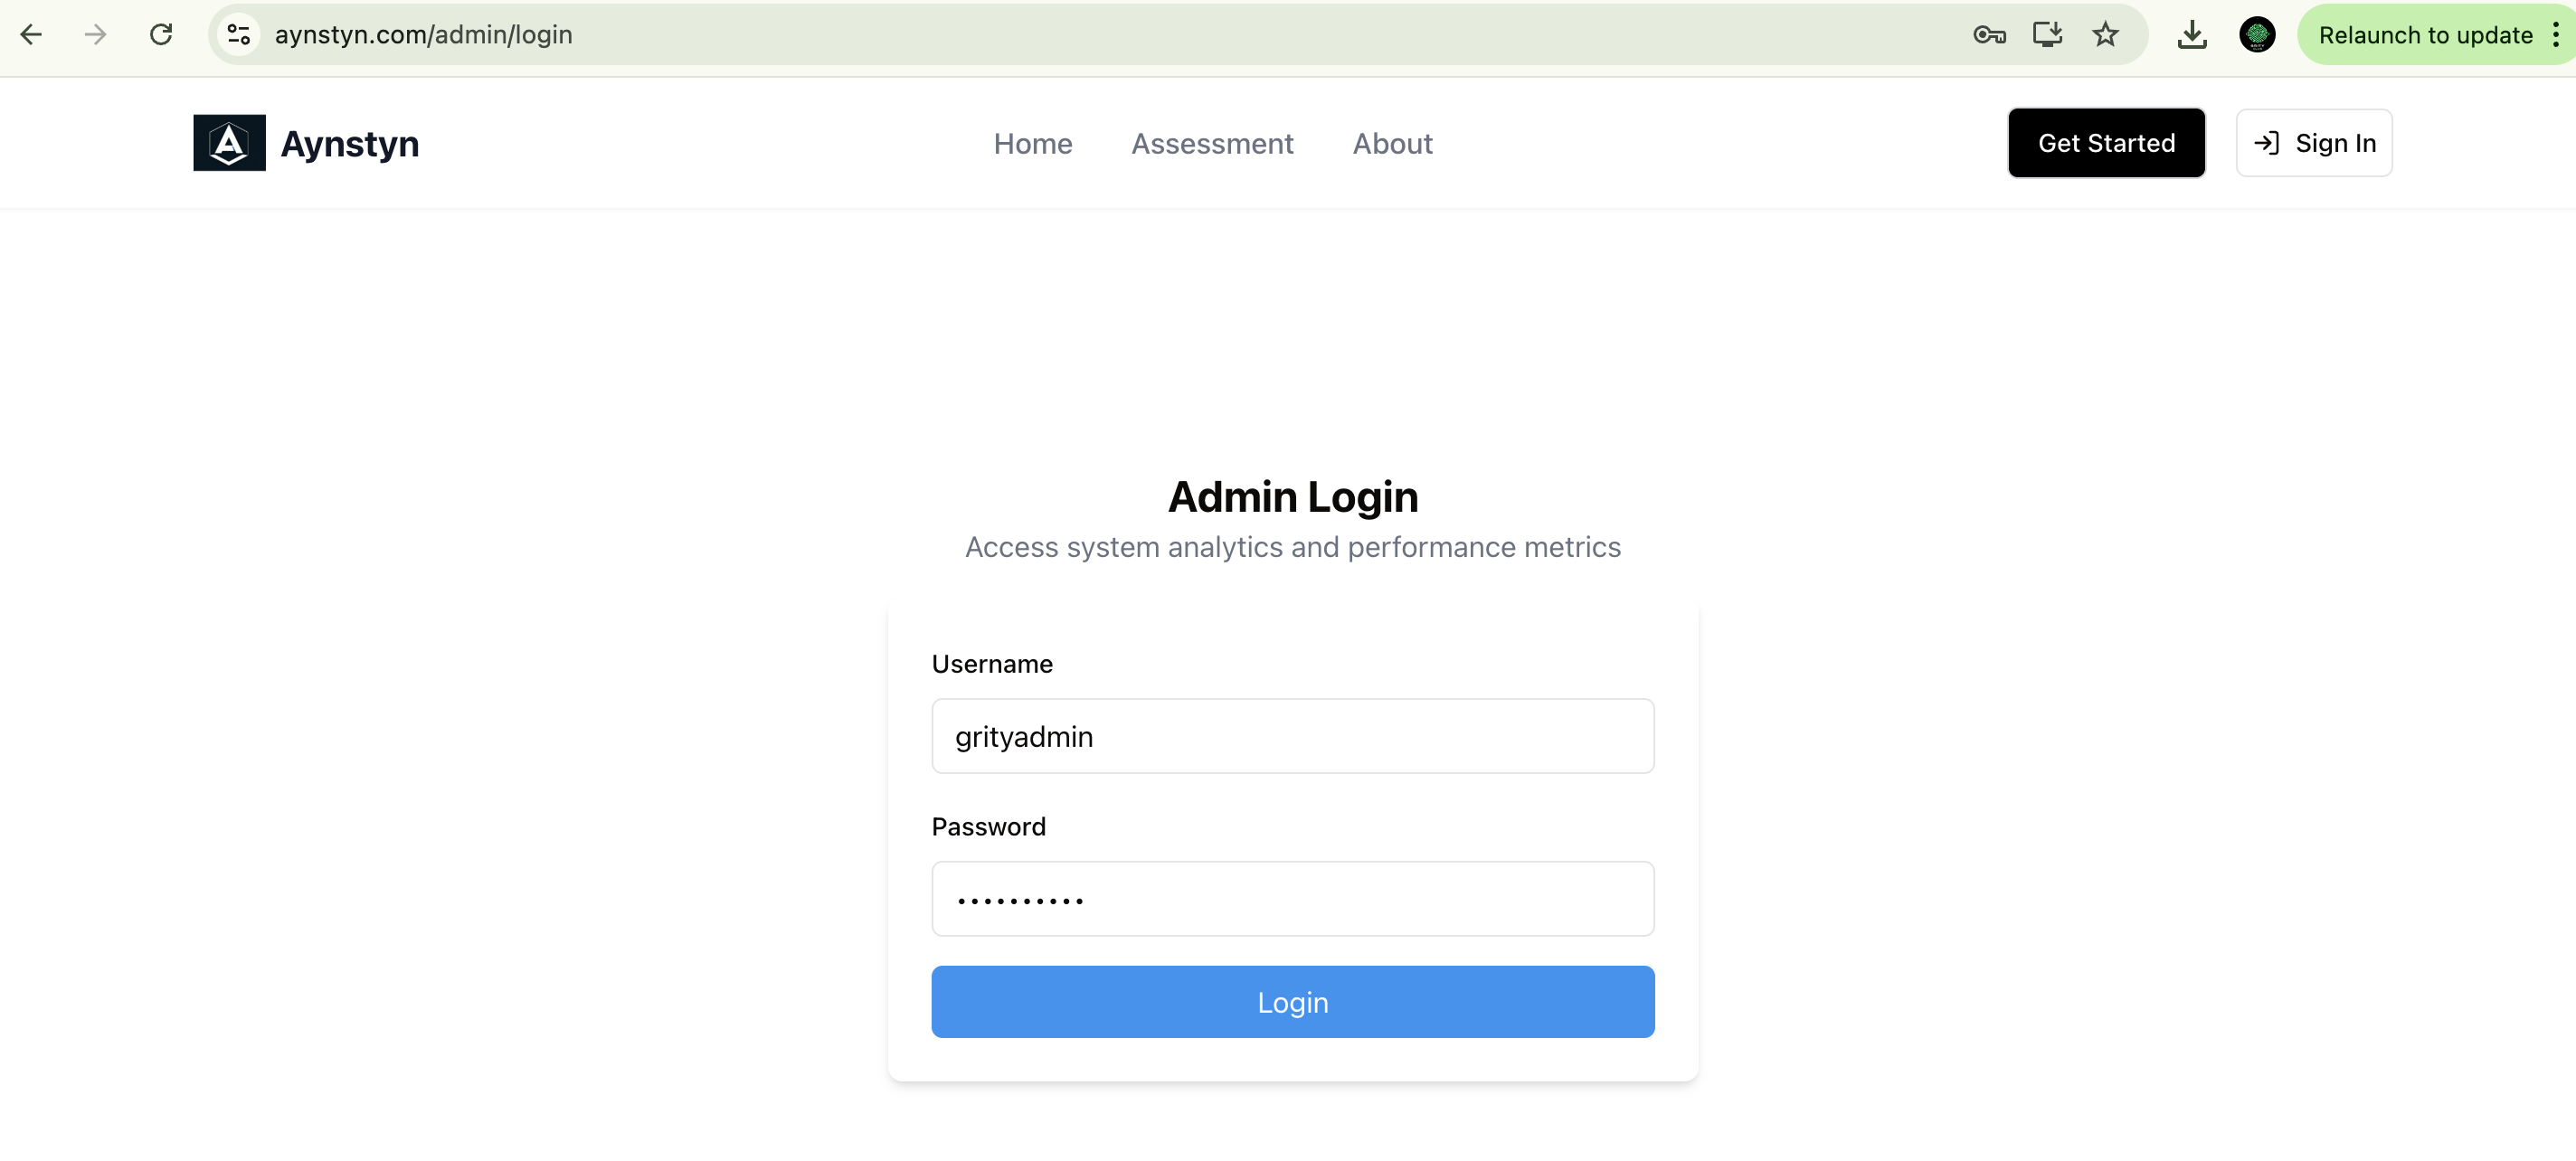 aynstyn.com/admin/login
Relaunch to update
Aynstyn
Home
Assessment
About
Get Started
Sign In
Admin Login
Access system analytics and performance metrics
Username
grityadmin
Password
••••••••••
Login